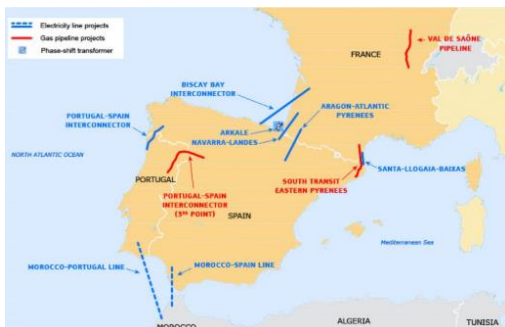 Electricity line projects
Gas pipeline projects
Phase-shift transformer
FRANCE
VAL DE SAÔNE
PIPELINE
BISCAY BAY
INTERCONNECTOR
PORTUGAL-SPAIN
INTERCONNECTOR
ARAGON-ATLANTIC
PYRENEES
ARKALE
NAVARRA-LANDES
NORTH ATLANTIC OCEAN
SANTA-LLOGAIA-BAIXAS
PORTUGAL
SOUTH TRANSIT
EASTERN PYRENEES
PORTUGAL-SPAIN
INTERCONNECTOR
(3RD POINT)
SPAIN
Mediterranean Sea
MOROCCO-PORTUGAL LINE
MOROCCO-SPAIN LINE
MOROCCO
ALGERIA
TUNISIA